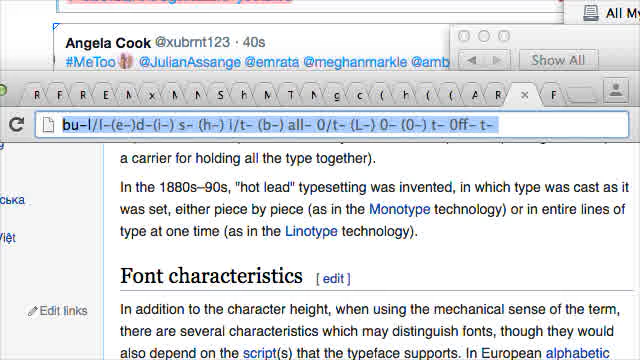 All My
Angela Cook @xubrnt123 · 40s
#MeToo @JulianAssange @emrata @meghanmarkle @amb
Show All
R F R E M x M N S H M T N g c ( h ( ( A R × F
bu-l/l-(e-)d-(i-) s- (h-) i/t- (b-) all- 0/t- (L-) 0- (0-) t- 0ff- t-
a carrier for holding all the type together).
In the 1880s–90s, "hot lead" typesetting was invented, in which type was cast as it
was set, either piece by piece (as in the Monotype technology) or in entire lines of
type at one time (as in the Linotype technology).
ська
Việt
Font characteristics [ edit ]
Edit links
In addition to the character height, when using the mechanical sense of the term,
there are several characteristics which may distinguish fonts, though they would
also depend on the script(s) that the typeface supports. In European alphabetic